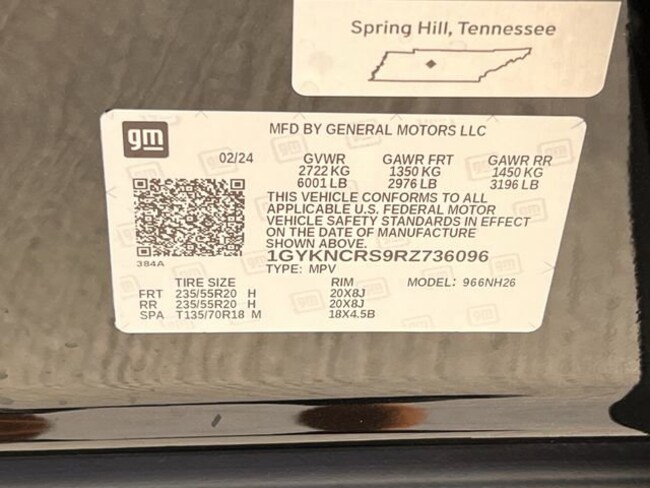 Spring Hill, Tennessee
gm
MFD BY GENERAL MOTORS LLC
02/24 GVWR GAWR FRT GAWR RR
2722 KG 1350 KG 1450 KG
6001 LB 2976 LB 3196 LB
THIS VEHICLE CONFORMS TO ALL
APPLICABLE U.S. FEDERAL MOTOR
VEHICLE SAFETY STANDARDS IN EFFECT
ON THE DATE OF MANUFACTURE
SHOWN ABOVE.
1GYKNCRS9RZ736096
384A
TYPE: MPV
TIRE SIZE RIM MODEL: 966NH26
FRT 235/55R20 H 20X8J
RR 235/55R20 H 20X8J
SPA T135/70R18 M 18X4.5B